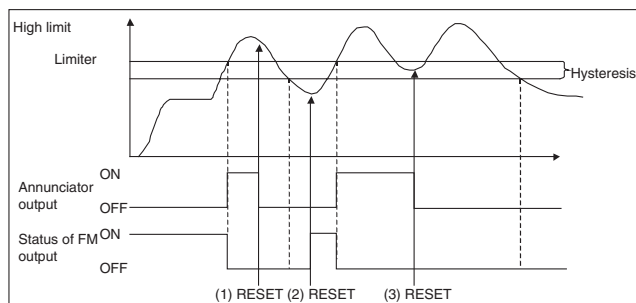 High limit
Limiter
Hysteresis
ON
Annunciator
output
OFF
ON
Status of FM
output
OFF
(1) RESET (2) RESET (3) RESET